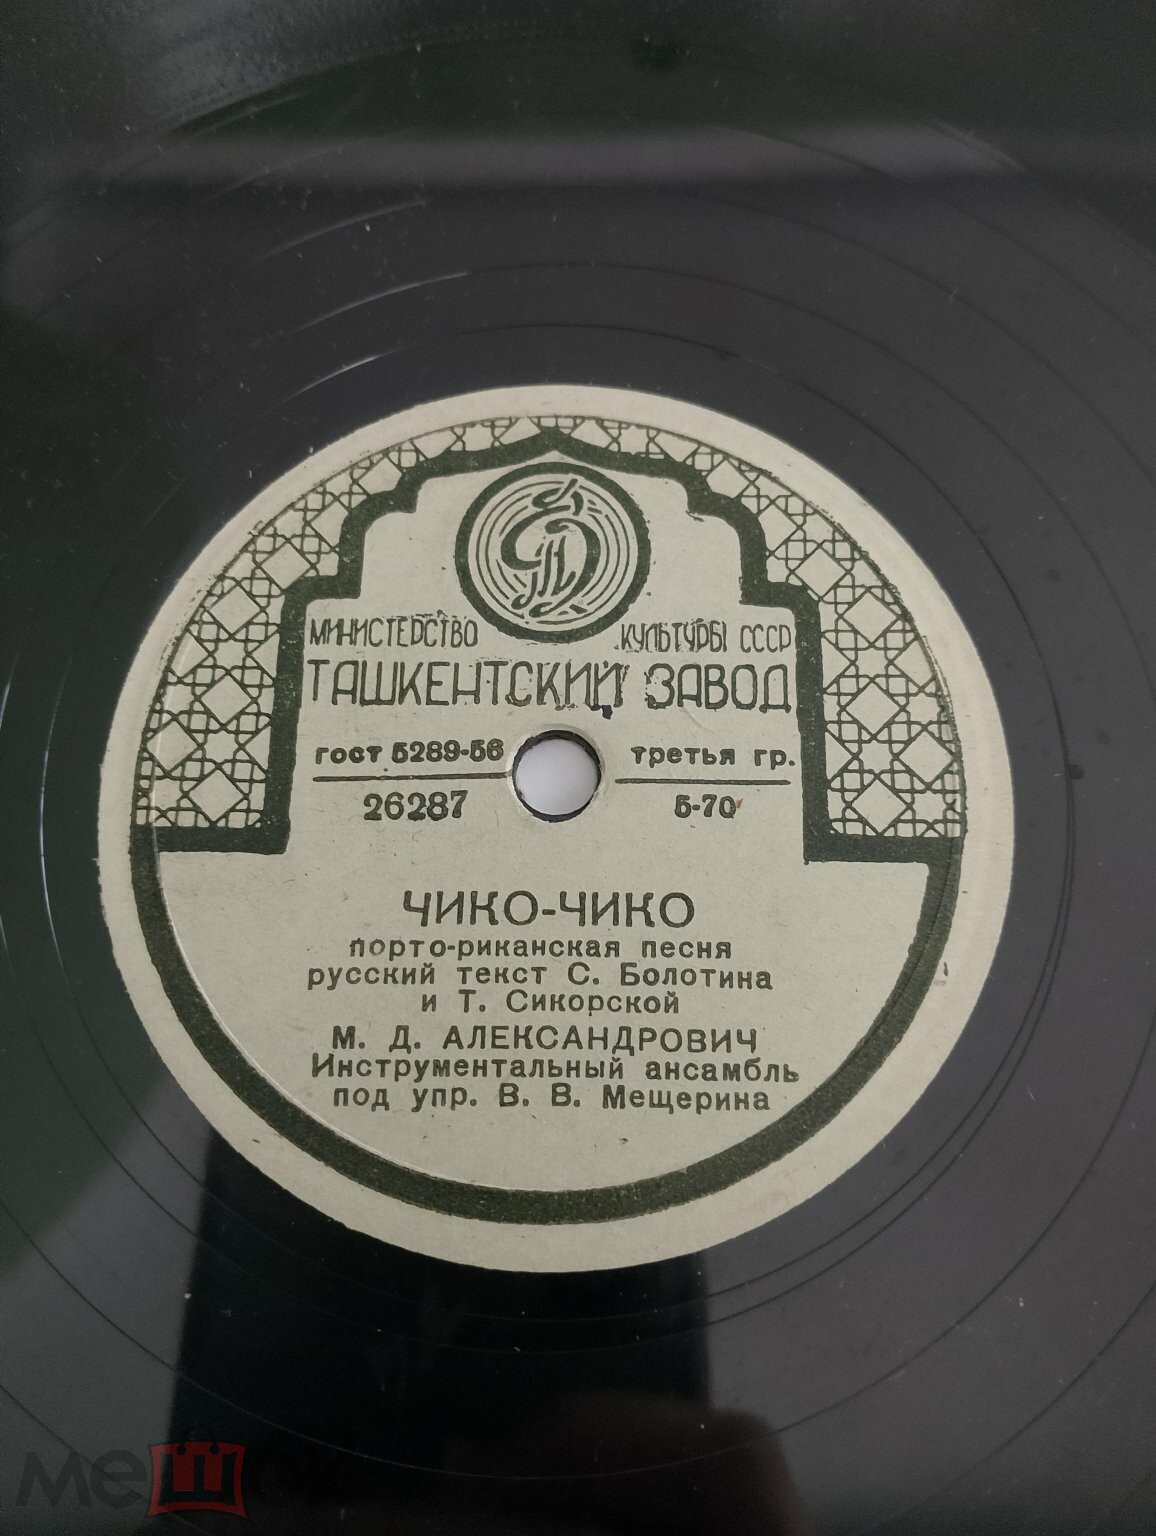 МИНИСТЕРСТВО КУЛЬТУРЫ СССР
ТАШКЕНТСКИЙ ЗАВОД
гост 5289-56 третья гр.
26287 5-70
ЧИКО-ЧИКО
порто-риканская песня
русский текст С. Болотина
и Т. Сикорской
М. Д. АЛЕКСАНДРОВИЧ
Инструментальный ансамбль
под упр. В. В. Мещерина